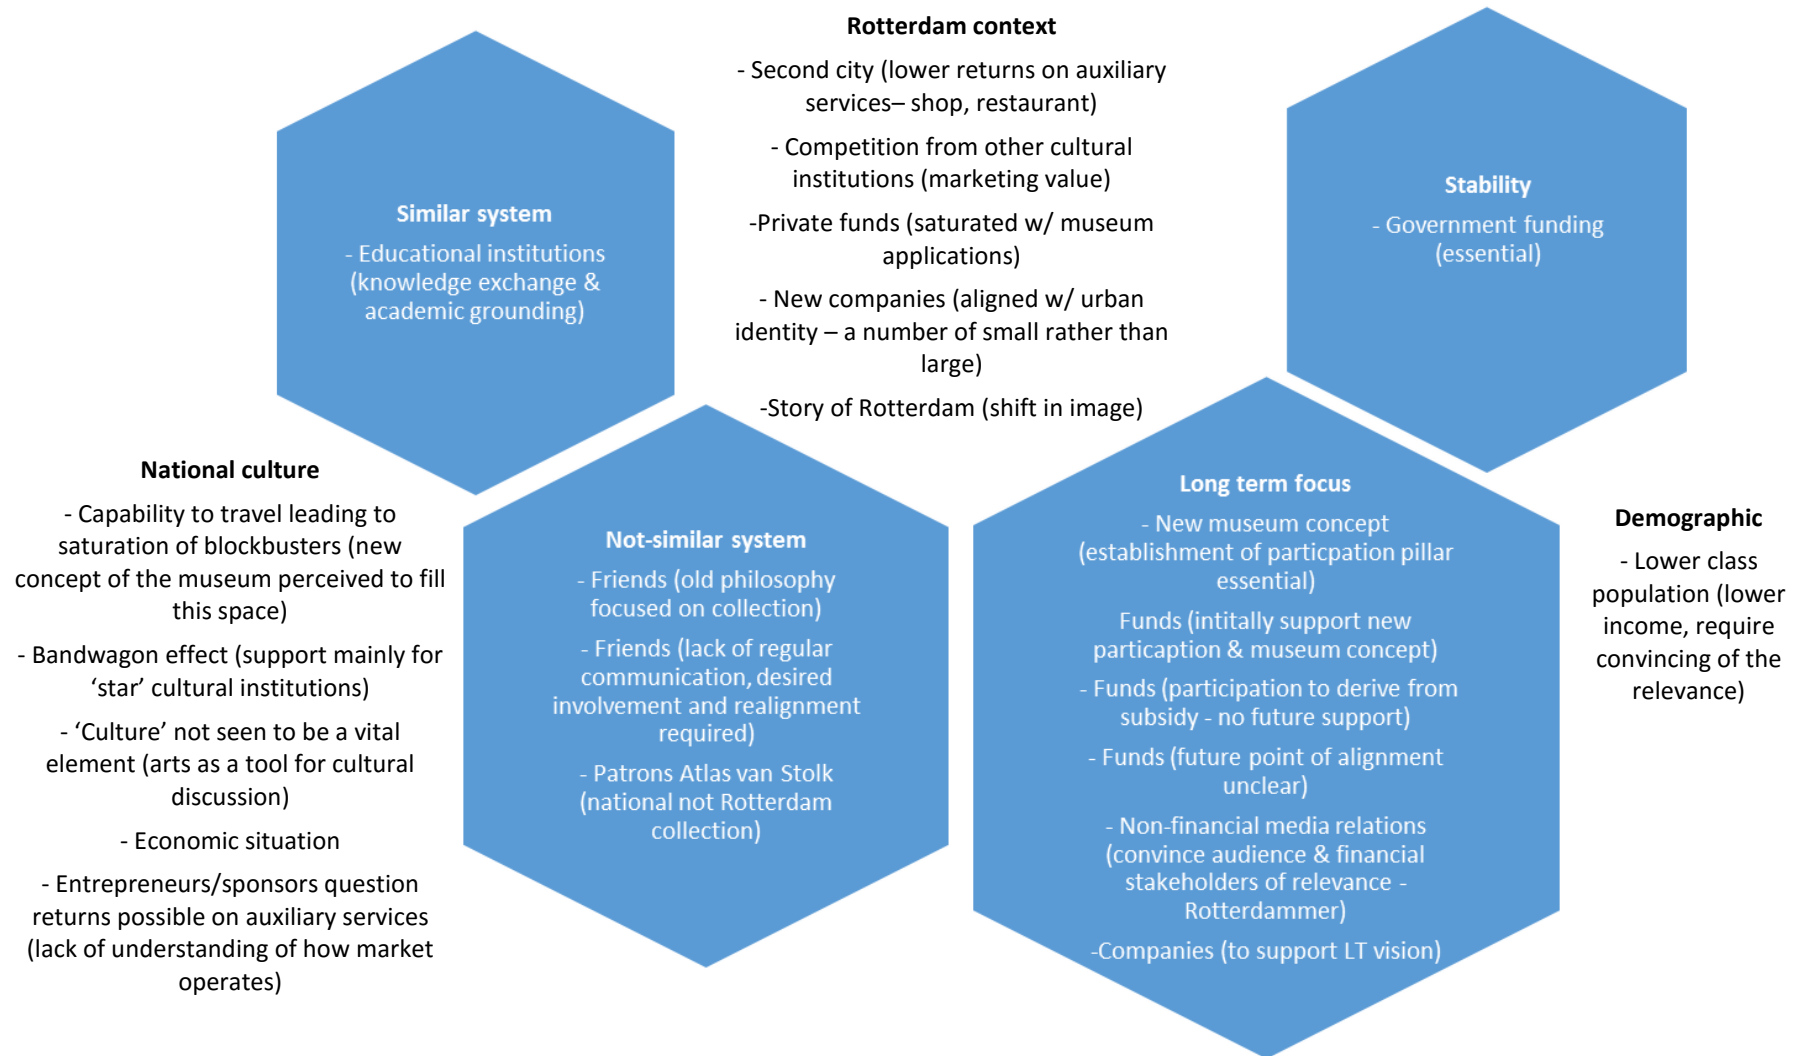 Rotterdam context
- Second city (lower returns on auxiliary
services– shop, restaurant)
- Competition from other cultural
institutions (marketing value)
-Private funds (saturated w/ museum
applications)
- New companies (aligned w/ urban
identity – a number of small rather than
large)
-Story of Rotterdam (shift in image)
Similar system
- Educational institutions
(knowledge exchange &
academic grounding)
Stability
- Government funding
(essential)
National culture
- Capability to travel leading to
saturation of blockbusters (new
concept of the museum perceived to fill
this space)
- Bandwagon effect (support mainly for
‘star’ cultural institutions)
- ‘Culture’ not seen to be a vital
element (arts as a tool for cultural
discussion)
- Economic situation
- Entrepreneurs/sponsors question
returns possible on auxiliary services
(lack of understanding of how market
operates)
Not-similar system
- Friends (old philosophy
focused on collection)
- Friends (lack of regular
communication, desired
involvement and realignment
required)
- Patrons Atlas van Stolk
(national not Rotterdam
collection)
Long term focus
- New museum concept
(establishment of particpation pillar
essential)
Funds (intitally support new
particaption & museum concept)
- Funds (participation to derive from
subsidy - no future support)
- Funds (future point of alignment
unclear)
- Non-financial media relations
(convince audience & financial
stakeholders of relevance -
Rotterdammer)
-Companies (to support LT vision)
Demographic
- Lower class
population (lower
income, require
convincing of the
relevance)